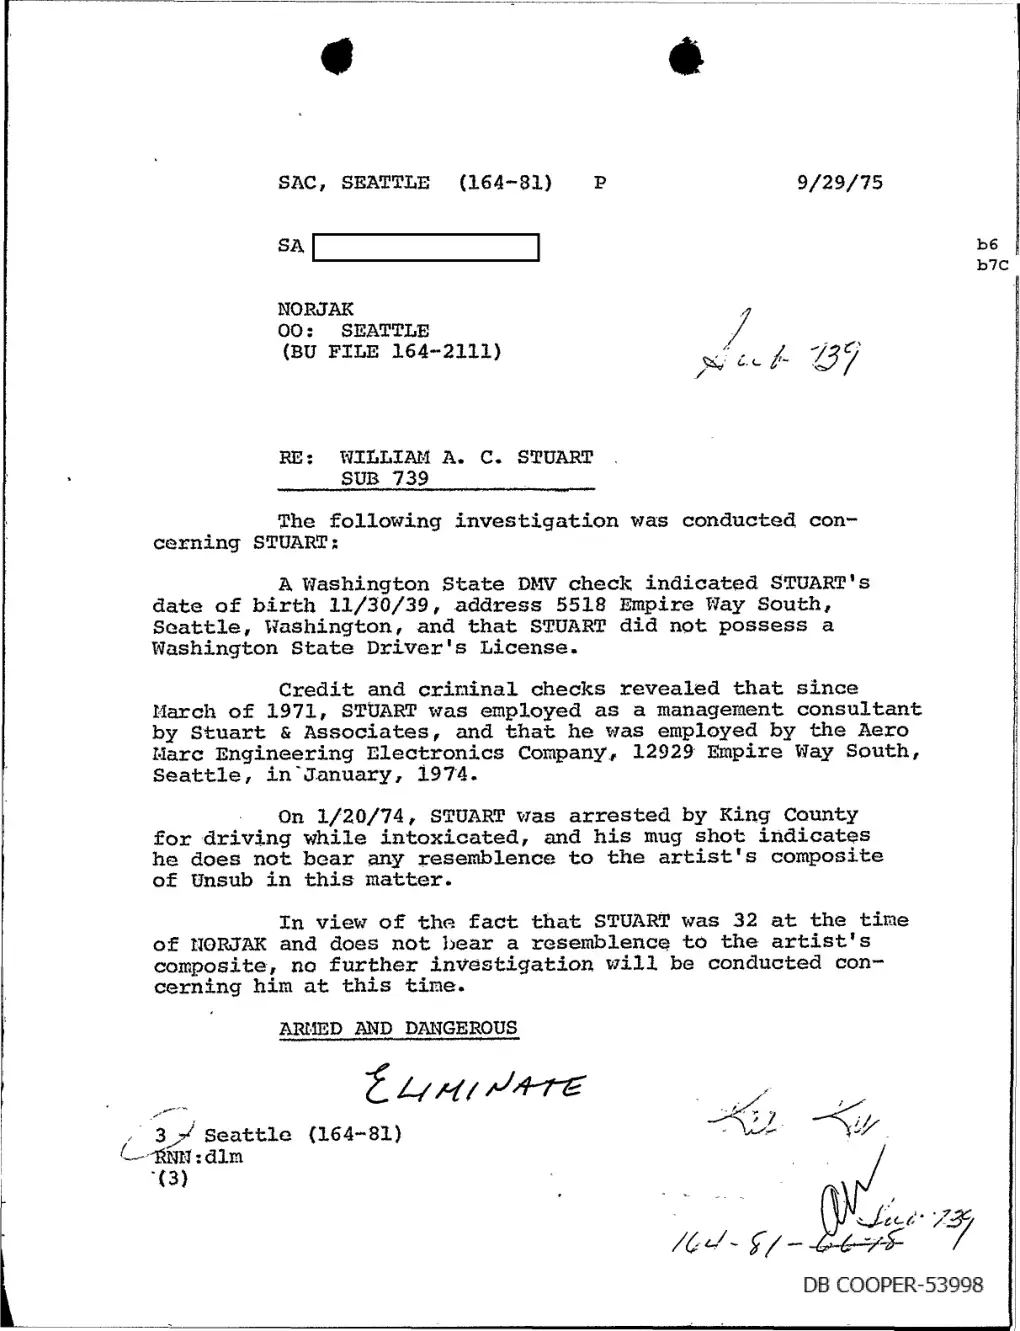 SAC, SEATTLE (164-81) P 9/29/75
SA
b6
b7C
NORJAK
OO: SEATTLE
(BU FILE 164-2111)
Sub 739
RE: WILLIAM A. C. STUART
SUB 739
The following investigation was conducted con-
cerning STUART:
A Washington State DMV check indicated STUART's
date of birth 11/30/39, address 5518 Empire Way South,
Seattle, Washington, and that STUART did not possess a
Washington State Driver's License.
Credit and criminal checks revealed that since
March of 1971, STUART was employed as a management consultant
by Stuart & Associates, and that he was employed by the Aero
Marc Engineering Electronics Company, 12929 Empire Way South,
Seattle, in January, 1974.
On 1/20/74, STUART was arrested by King County
for driving while intoxicated, and his mug shot indicates
he does not bear any resemblence to the artist's composite
of Unsub in this matter.
In view of the fact that STUART was 32 at the time
of NORJAK and does not bear a resemblence to the artist's
composite, no further investigation will be conducted con-
cerning him at this time.
ARMED AND DANGEROUS
ELIMINATE
3 - Seattle (164-81)
RNN:dlm
(3)
Sub 739
164-81-6618
DB COOPER-53998